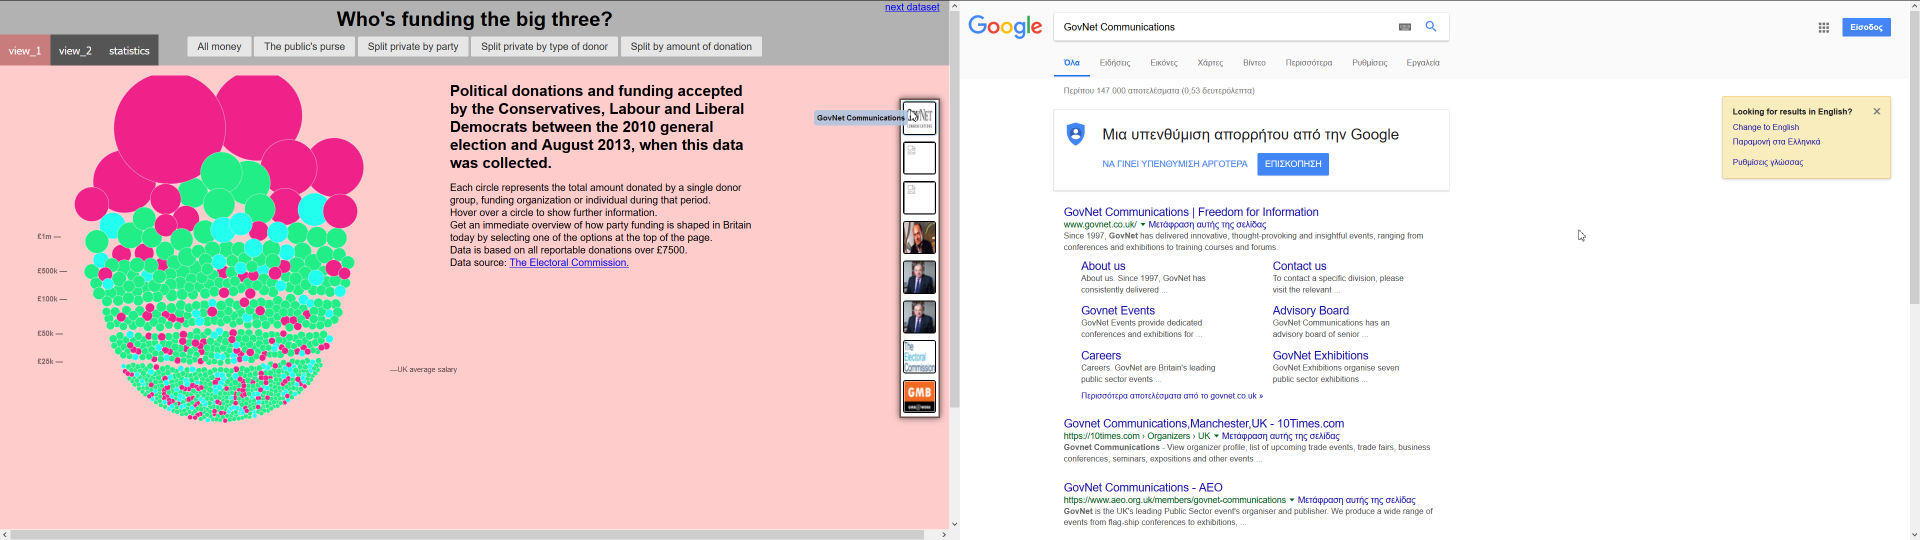 next dataset
Who's funding the big three?
view_1
view_2
statistics
All money
The public's purse
Split private by party
Split private by type of donor
Split by amount of donation
Political donations and funding accepted
by the Conservatives, Labour and Liberal
Democrats between the 2010 general
election and August 2013, when this data
was collected.
Each circle represents the total amount donated by a single donor
group, funding organization or individual during that period.
Hover over a circle to show further information.
Get an immediate overview of how party funding is shaped in Britain
today by selecting one of the options at the top of the page.
Data is based on all reportable donations over £7500.
Data source: The Electoral Commission.
£1m —
£500k —
£100k —
£50k —
£25k —
—UK average salary
GovNet Communications
The
Electoral
Commission
GMB
Google
GovNet Communications
Είσοδος
Όλα
Ειδήσεις
Εικόνες
Χάρτες
Βίντεο
Περισσότερα
Ρυθμίσεις
Εργαλεία
Περίπου 147.000 αποτελέσματα (0,53 δευτερόλεπτα)
Μια υπενθύμιση απορρήτου από την Google
ΝΑ ΓΙΝΕΙ ΥΠΕΝΘΥΜΙΣΗ ΑΡΓΟΤΕΡΑ
ΕΠΙΣΚΟΠΗΣΗ
Looking for results in English?
Change to English
Παραμονή στα Ελληνικά
Ρυθμίσεις γλώσσας
GovNet Communications | Freedom for Information
www.govnet.co.uk/ ▾ Μετάφραση αυτής της σελίδας
Since 1997, GovNet has delivered innovative, thought-provoking and insightful events, ranging from
conferences and exhibitions to training courses and forums.
About us
About us. Since 1997, GovNet has
consistently delivered ...
Contact us
To contact a specific division, please
visit the relevant ...
Govnet Events
GovNet Events provide dedicated
conferences and exhibitions for ...
Advisory Board
GovNet Communications has an
advisory board of senior ...
Careers
Careers. GovNet are Britain's leading
public sector events ...
GovNet Exhibitions
GovNet Exhibitions organise seven
public sector exhibitions ...
Περισσότερα αποτελέσματα από το govnet.co.uk »
Govnet Communications,Manchester,UK - 10Times.com
https://10times.com › Organizers › UK ▾ Μετάφραση αυτής της σελίδας
Govnet Communications - View organizer profile, list of upcoming trade events, trade fairs, business
conferences, seminars, expositions and other events ...
GovNet Communications - AEO
https://www.aeo.org.uk/members/govnet-communications ▾ Μετάφραση αυτής της σελίδας
GovNet is the UK's leading Public Sector event's organiser and publisher. We produce a wide range of
events from flag-ship conferences to exhibitions, ...